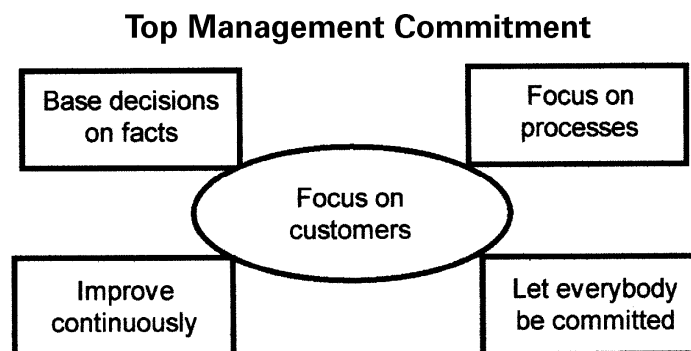 Top Management Commitment
Base decisions
on facts
Focus on
processes
Focus on
customers
Improve
continuously
Let everybody
be committed